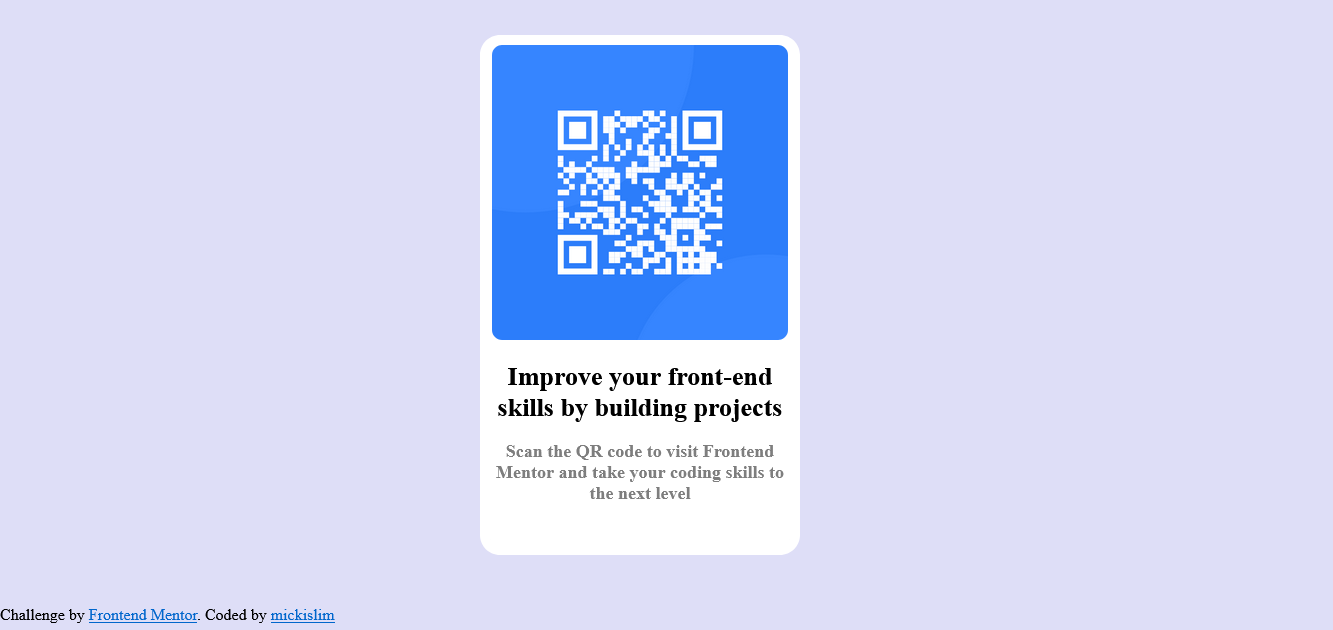 Improve your front-end
skills by building projects
Scan the QR code to visit Frontend
Mentor and take your coding skills to
the next level
Challenge by Frontend Mentor. Coded by mickislim